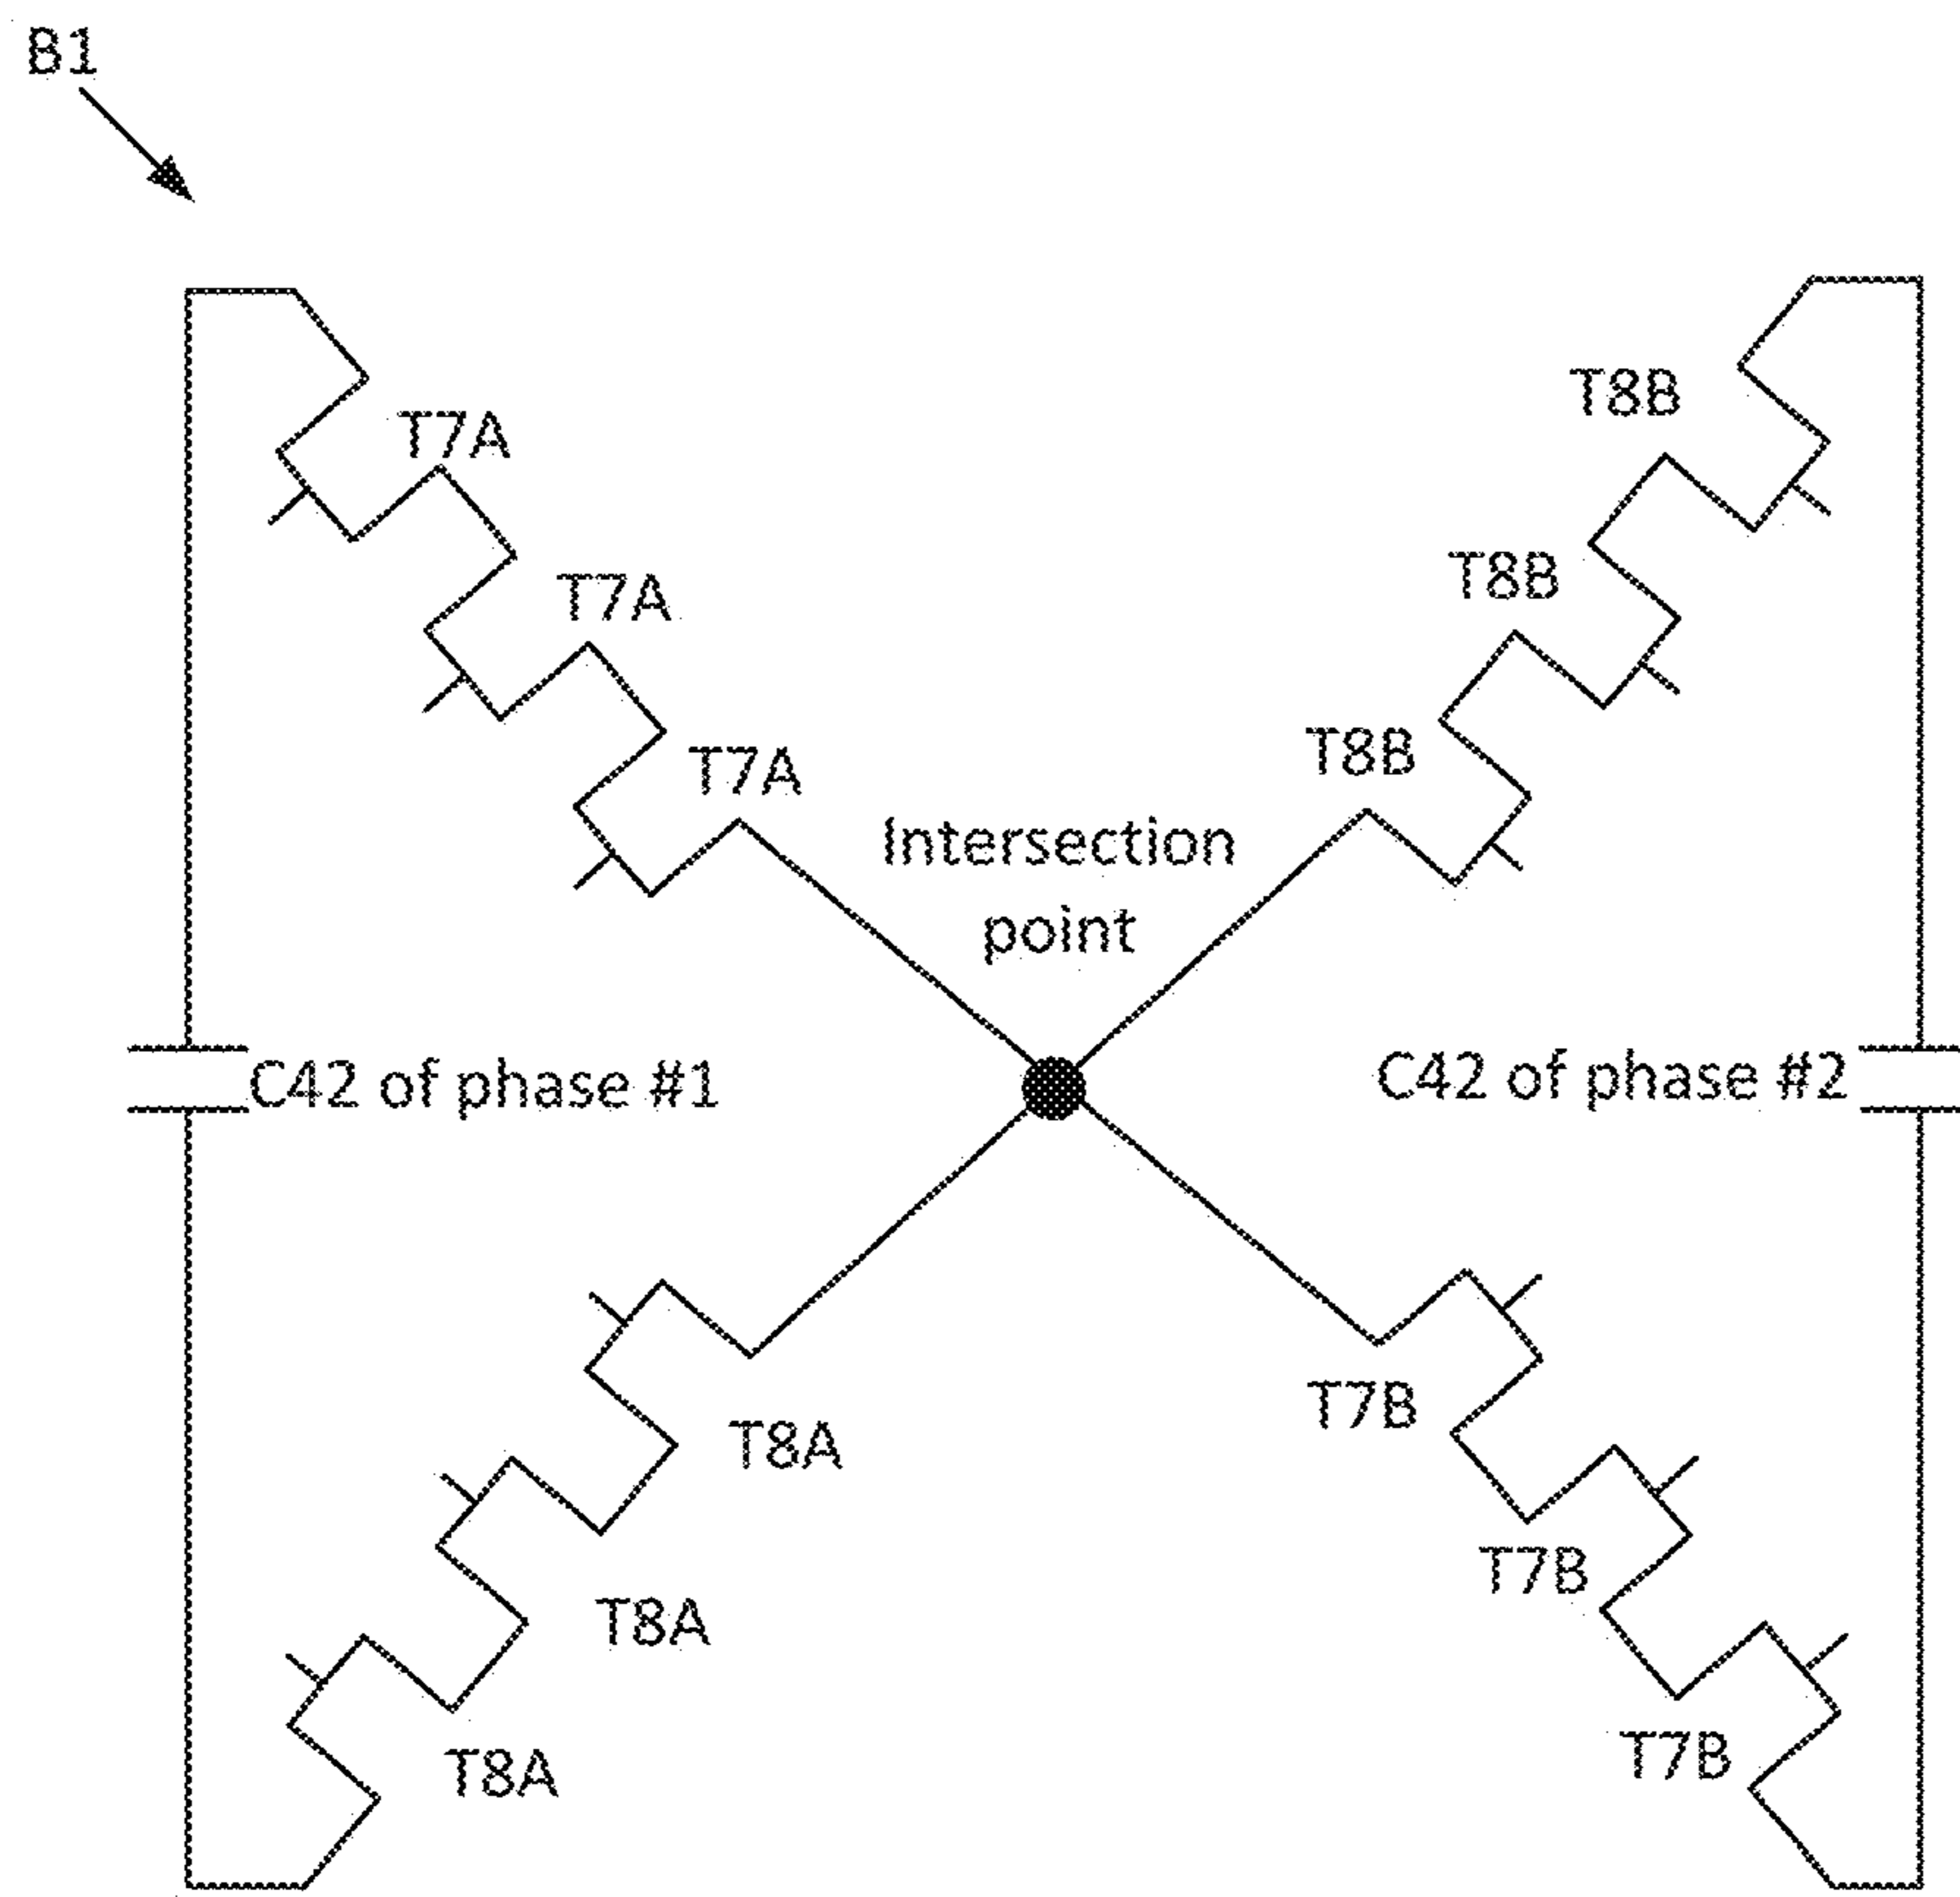 B1
T7A
T8B
T7A
T8B
T7A
T8B
Intersection
point
C42 of phase #1
C42 of phase #2
T8A
T7B
T8A
T7B
T8A
T7B